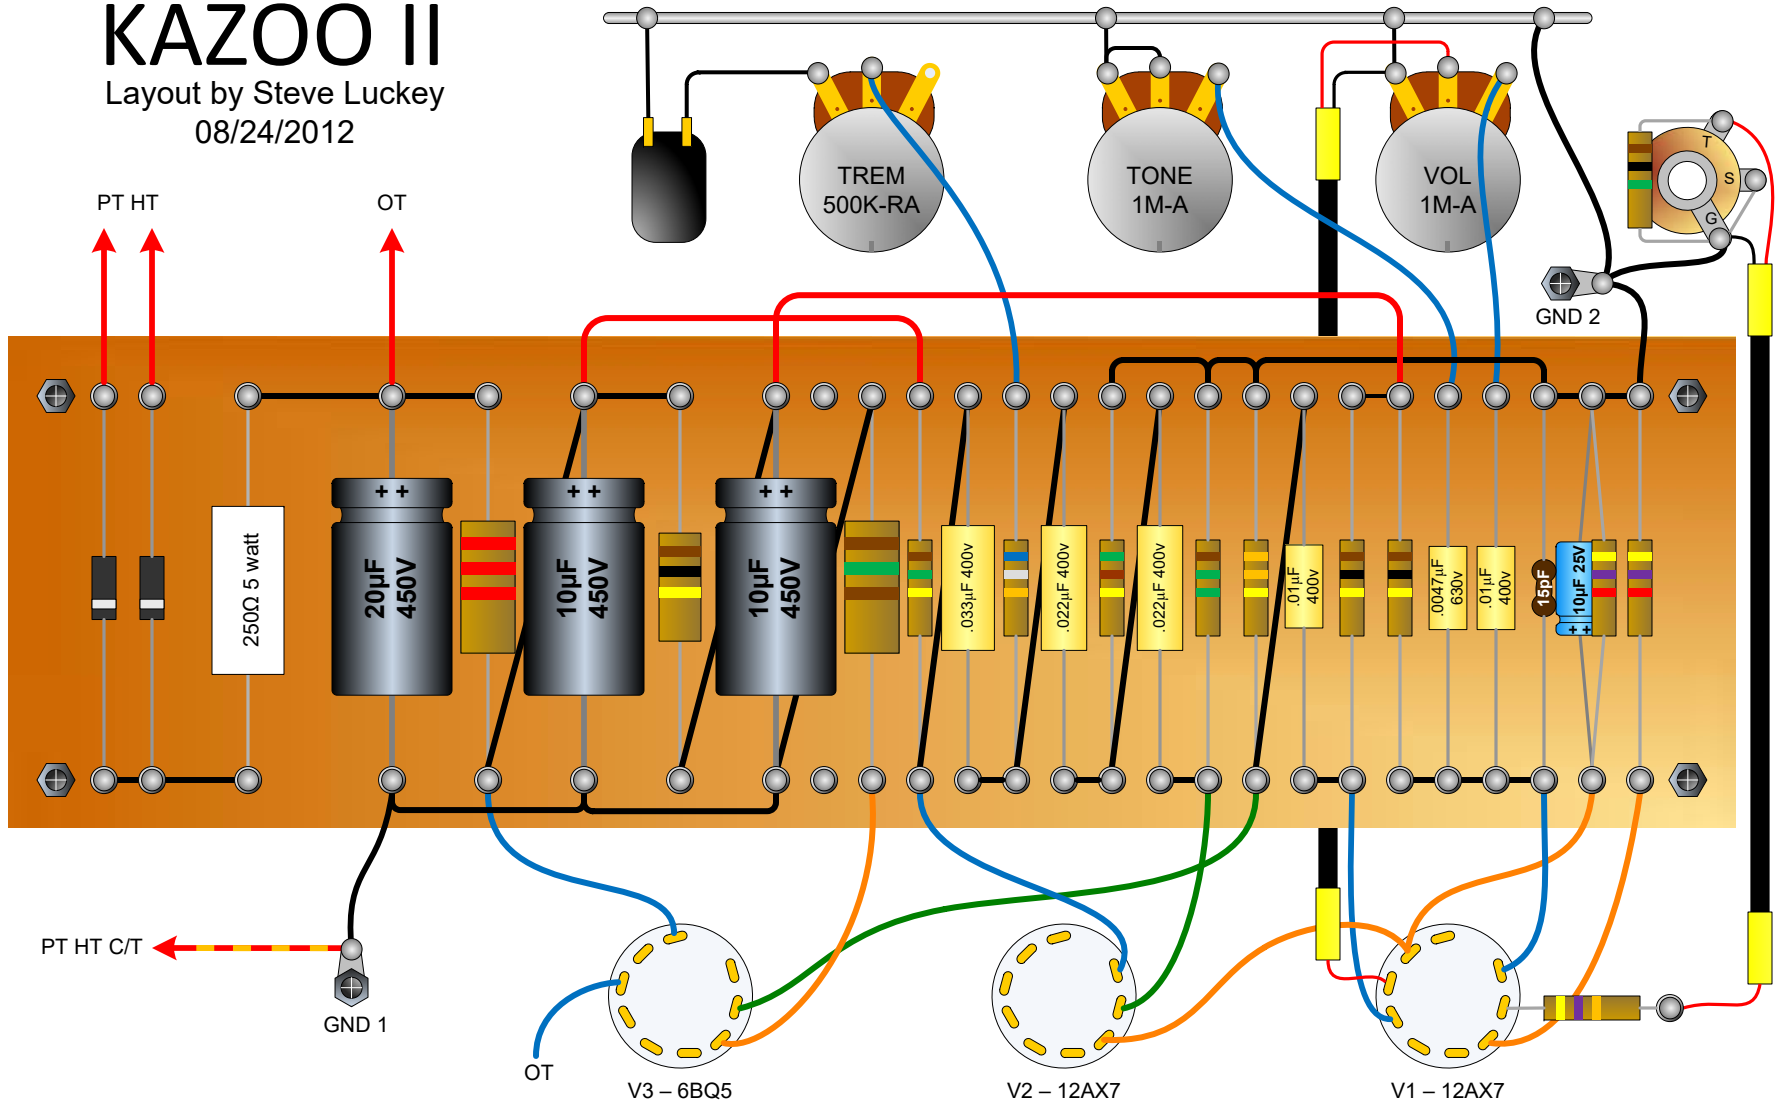 KAZOO II
Layout by Steve Luckey
08/24/2012
TREM
500K-RA
TONE
1M-A
VOL
1M-A
T
S
G
PT HT
OT
GND 2
250Ω 5 watt
20µF
450V
++
10µF
450V
++
10µF
450V
++
.033µF 400v
.022µF 400v
.022µF 400v
.01µF
400v
.0047µF
630v
.01µF
400v
15pF
10µF 25V
++
PT HT C/T
GND 1
OT
V3 – 6BQ5
V2 – 12AX7
V1 – 12AX7